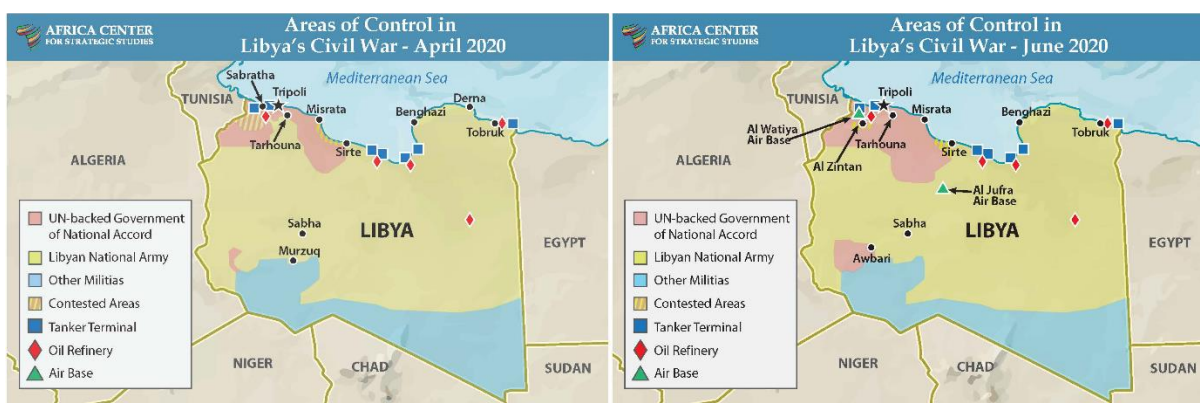 AFRICA CENTER
FOR STRATEGIC STUDIES
Areas of Control in
Libya's Civil War - April 2020
Mediterranean Sea
Sabratha
Tripoli
TUNISIA
Misrata
Benghazi
Derna
Tobruk
Tarhouna
Sirte
ALGERIA
UN-backed Government
of National Accord
Libyan National Army
Other Militias
Contested Areas
Tanker Terminal
Oil Refinery
Air Base
Sabha
LIBYA
Murzuq
EGYPT
NIGER
CHAD
SUDAN
AFRICA CENTER
FOR STRATEGIC STUDIES
Areas of Control in
Libya's Civil War - June 2020
Mediterranean Sea
TUNISIA
Tripoli
Misrata
Benghazi
Tobruk
Al Watiya
Air Base
Tarhouna
Sirte
Al Zintan
ALGERIA
Al Jufra
Air Base
UN-backed Government
of National Accord
Libyan National Army
Other Militias
Contested Areas
Tanker Terminal
Oil Refinery
Air Base
Sabha
LIBYA
Awbari
EGYPT
NIGER
CHAD
SUDAN